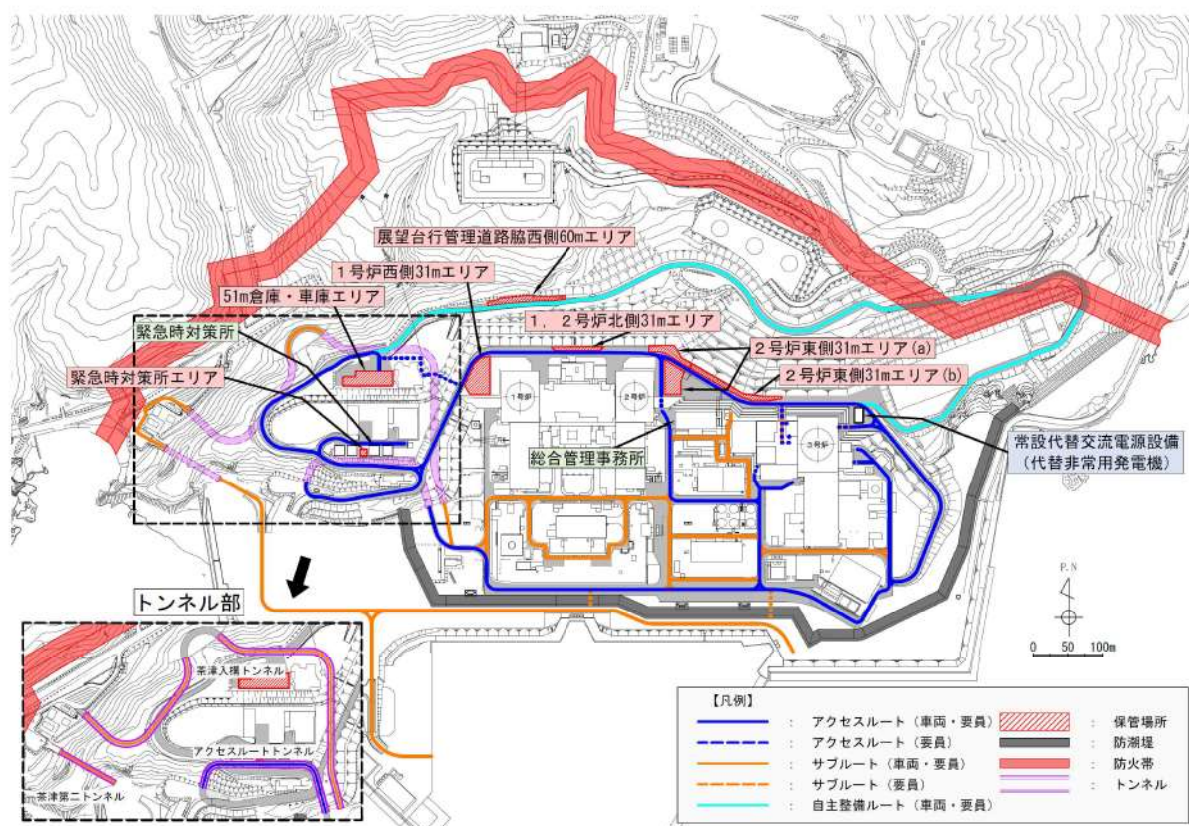 展望台行管理道路脇西側60mエリア
1号炉西側31mエリア
51m倉庫・車庫エリア
緊急時対策所
緊急時対策所エリア
1,2号炉北側31mエリア
2号炉東側31mエリア(a)
2号炉東側31mエリア(b)
1号炉
2号炉
3号炉
総合管理事務所
常設代替交流電源設備
(代替非常用発電機)
トンネル部
茶津入構トンネル
アクセスルートトンネル
茶津第二トンネル
P.N
0 50 100m
【凡例】
: アクセスルート(車両・要員)
: アクセスルート(要員)
: サブルート(車両・要員)
: サブルート(要員)
: 自主整備ルート(車両・要員)
: 保管場所
: 防潮堤
: 防火帯
: トンネル